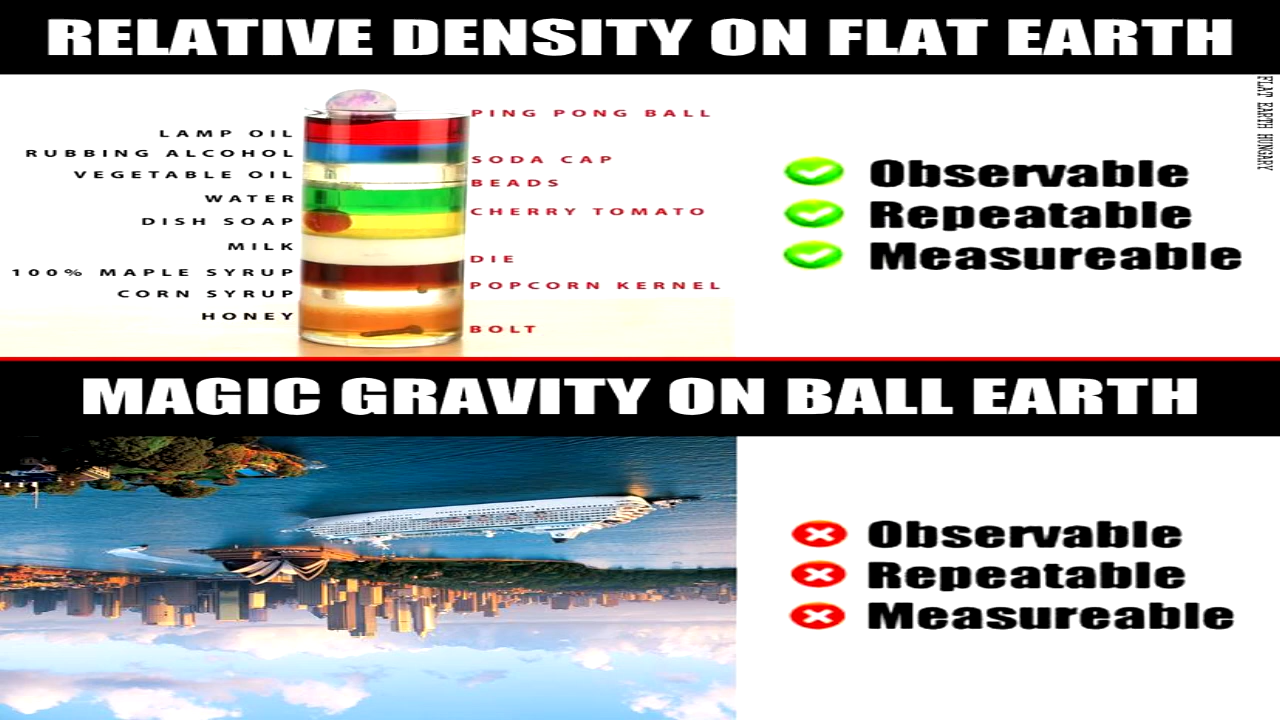 RELATIVE DENSITY ON FLAT EARTH
FLAT EARTH HUNGARY
LAMP OIL
RUBBING ALCOHOL
VEGETABLE OIL
WATER
DISH SOAP
MILK
100% MAPLE SYRUP
CORN SYRUP
HONEY
PING PONG BALL
SODA CAP
BEADS
CHERRY TOMATO
DIE
POPCORN KERNEL
BOLT
Observable
Repeatable
Measureable
MAGIC GRAVITY ON BALL EARTH
Observable
Repeatable
Measureable